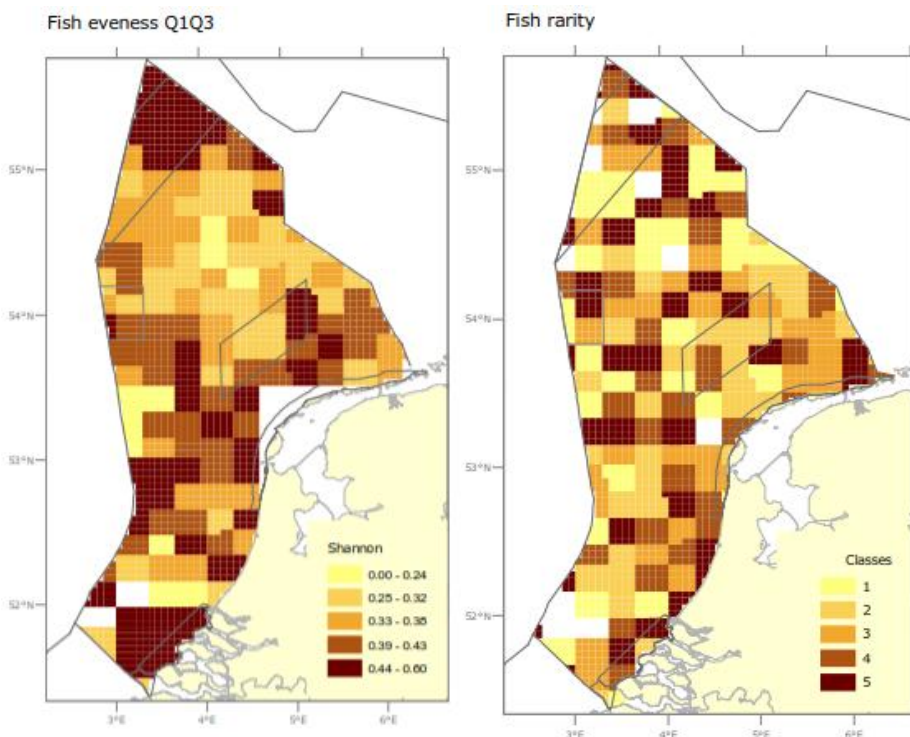 Fish eveness Q1Q3
Fish rarity
55°N
54°N
53°N
52°N
3°E
4°E
5°E
6°E
Shannon
0.00 - 0.24
0.25 - 0.32
0.33 - 0.38
0.39 - 0.43
0.44 - 0.60
55°N
54°N
53°N
52°N
3°E
4°E
5°E
6°E
Classes
1
2
3
4
5